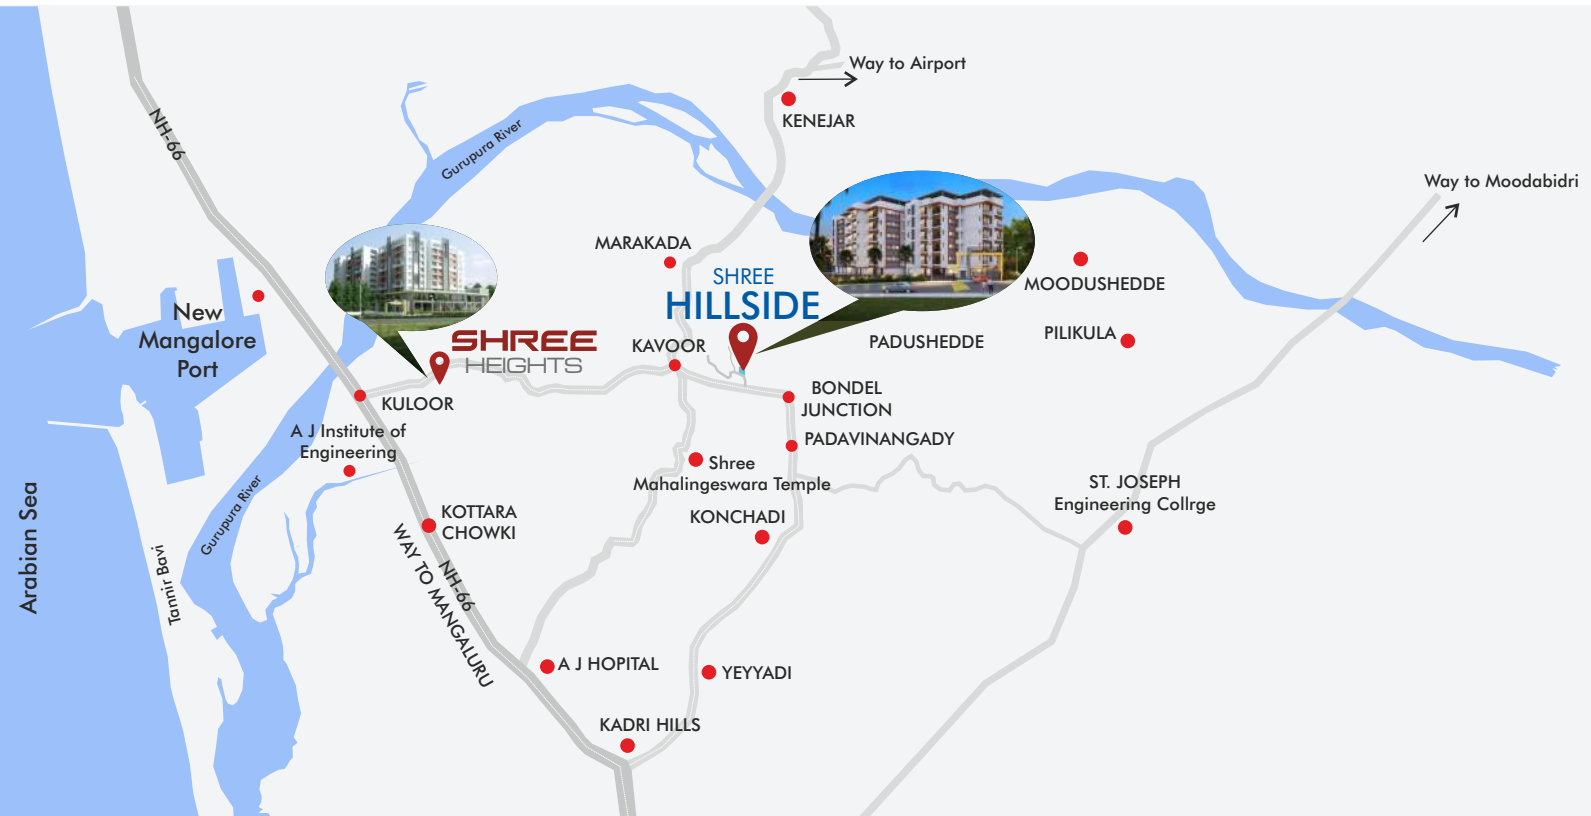 Way to Airport
NH-66
KENEJAR
Gurupura River
Way to Moodabidri
MARAKADA
SHREE
HILLSIDE
MOODUSHEDDE
New
Mangalore
Port
SHREE
HEIGHTS
KAVOOR
PADUSHEDDE
PILIKULA
KULOOR
BONDEL
JUNCTION
A J Institute of
Engineering
PADAVINANGADY
Shree
Mahalingeswara Temple
ST. JOSEPH
Engineering Collrge
Arabian Sea
Tannir Bavi
Gurupura River
KOTTARA
CHOWKI
KONCHADI
NH-66
WAY TO MANGALURU
A J HOPITAL
YEYYADI
KADRI HILLS